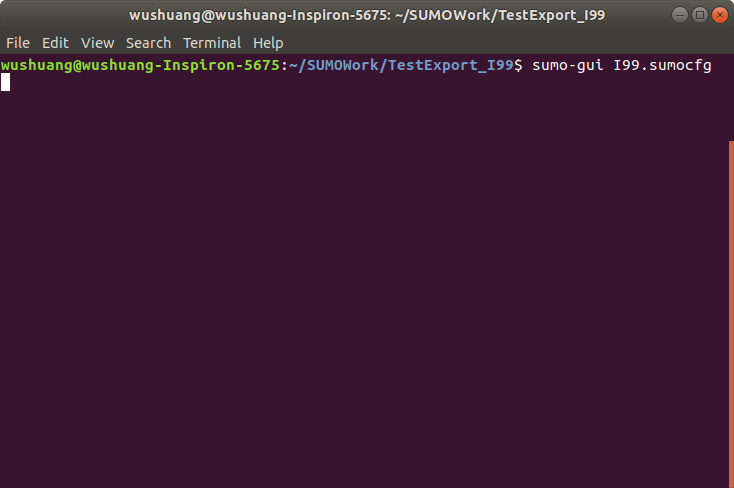 wushuang@wushuang-Inspiron-5675: ~/SUMOWork/TestExport_I99
File Edit View Search Terminal Help
wushuang@wushuang-Inspiron-5675:~/SUMOWork/TestExport_I99$ sumo-gui I99.sumocfg